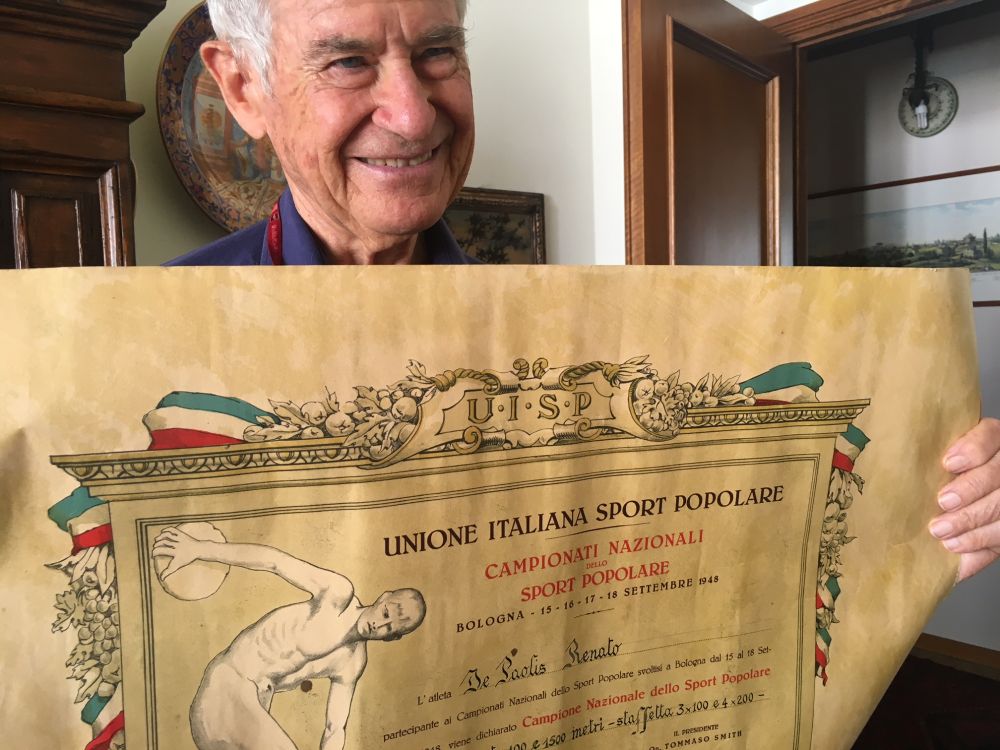 U·I·S·P
UNIONE ITALIANA SPORT POPOLARE
CAMPIONATI NAZIONALI
DELLO
SPORT POPOLARE
BOLOGNA - 15 - 16 - 17 - 18 SETTEMBRE 1948
L'atleta De Paolis Renato
partecipante ai Campionati Nazionali dello Sport Popolare svoltisi a Bologna dal 15 al 18 Set-
1948, viene dichiarato Campione Nazionale dello Sport Popolare
100 e 1500 metri - staffetta 3x100 e 4x200 -
IL PRESIDENTE
TOMMASO SMITH